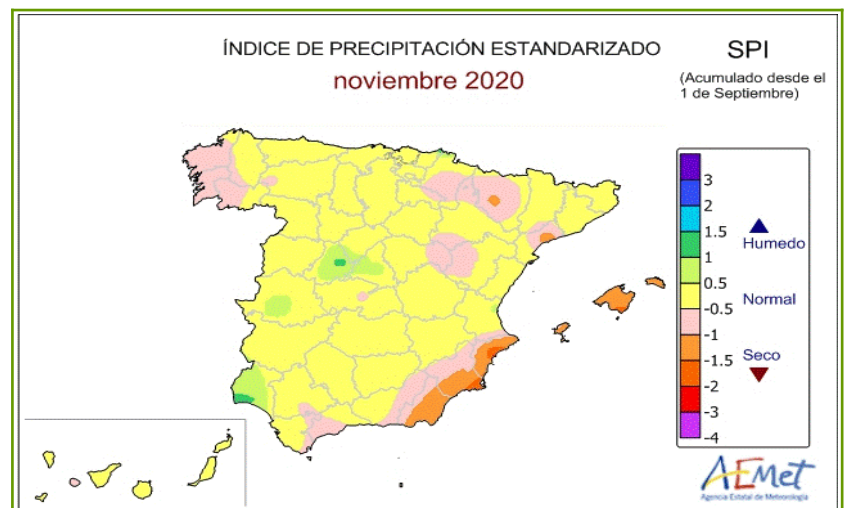 ÍNDICE DE PRECIPITACIÓN ESTANDARIZADO
noviembre 2020
SPI
(Acumulado desde el
1 de Septiembre)
3
2
1.5
1
0.5
-0.5
-1
-1.5
-2
-3
-4
Humedo
Normal
Seco
AEMet
Agencia Estatal de Meteorología